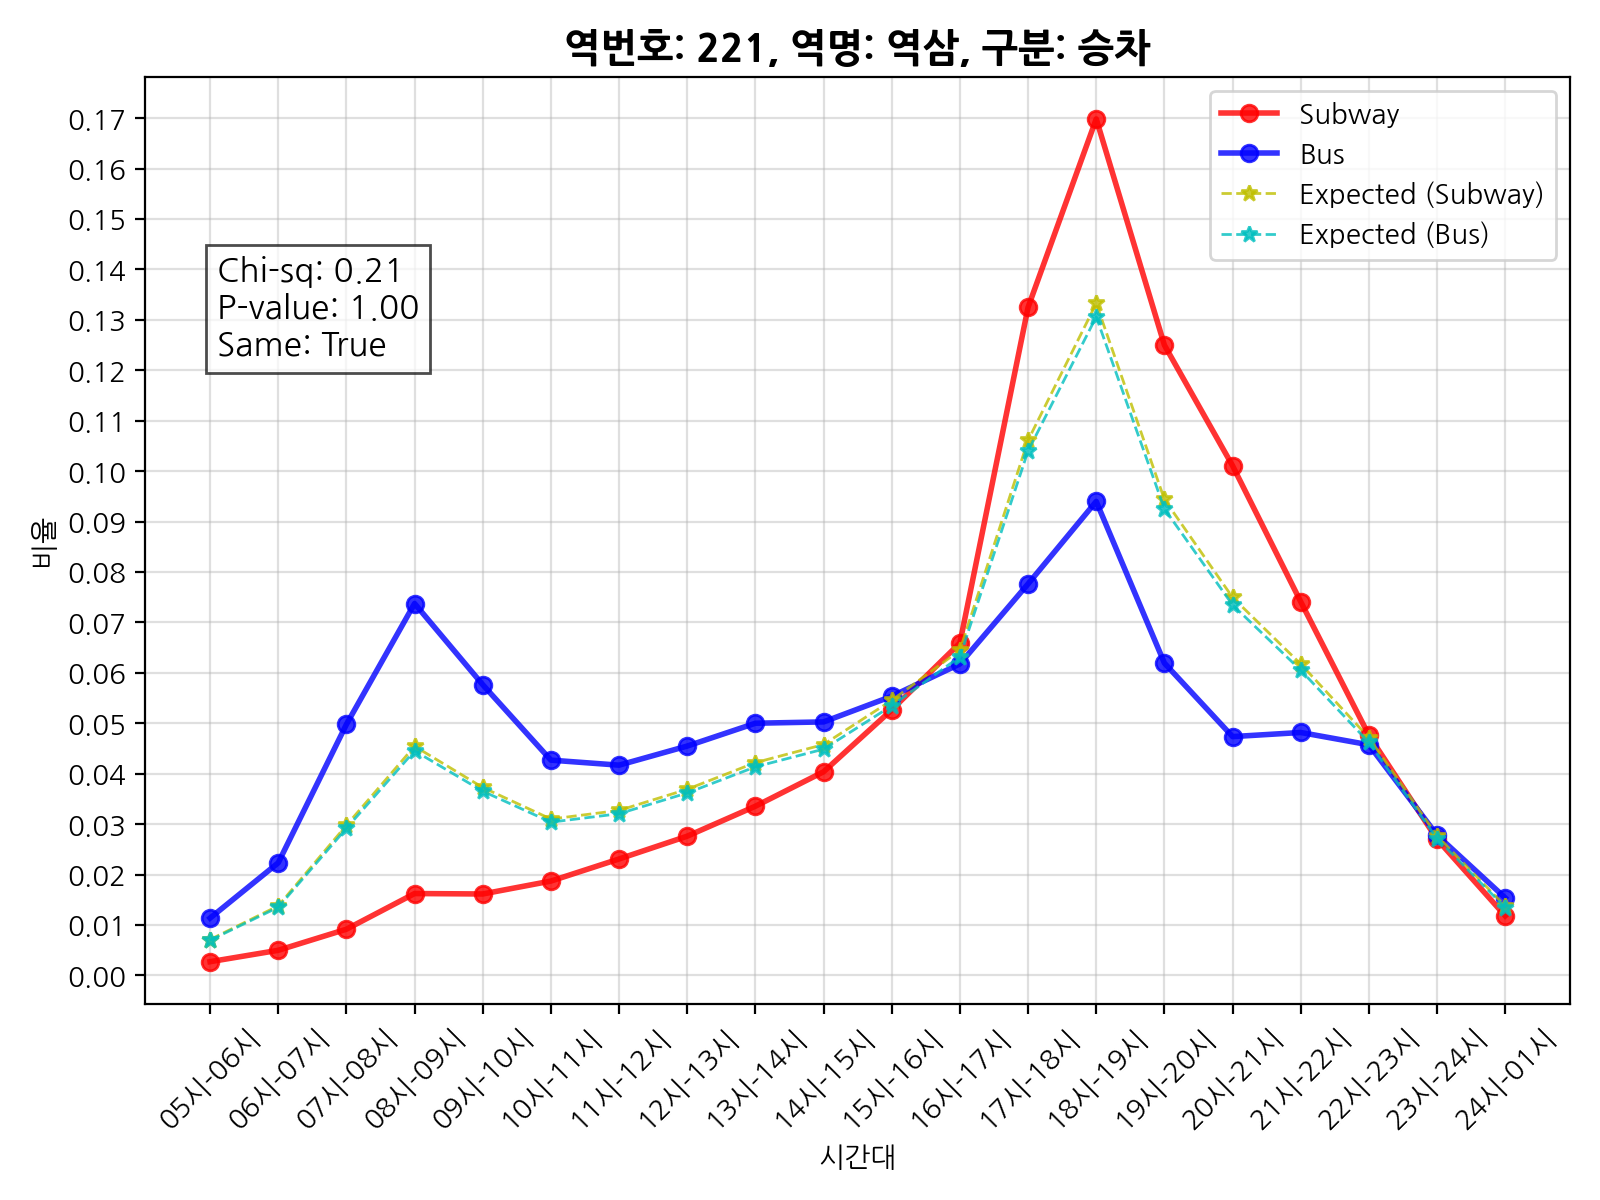 역번호: 221, 역명: 역삼, 구분: 승차
Subway
Bus
Expected (Subway)
Expected (Bus)
Chi-sq: 0.21
P-value: 1.00
Same: True
비율
0.17
0.16
0.15
0.14
0.13
0.12
0.11
0.10
0.09
0.08
0.07
0.06
0.05
0.04
0.03
0.02
0.01
0.00
05시-06시
06시-07시
07시-08시
08시-09시
09시-10시
10시-11시
11시-12시
12시-13시
13시-14시
14시-15시
15시-16시
16시-17시
17시-18시
18시-19시
19시-20시
20시-21시
21시-22시
22시-23시
23시-24시
24시-01시
시간대